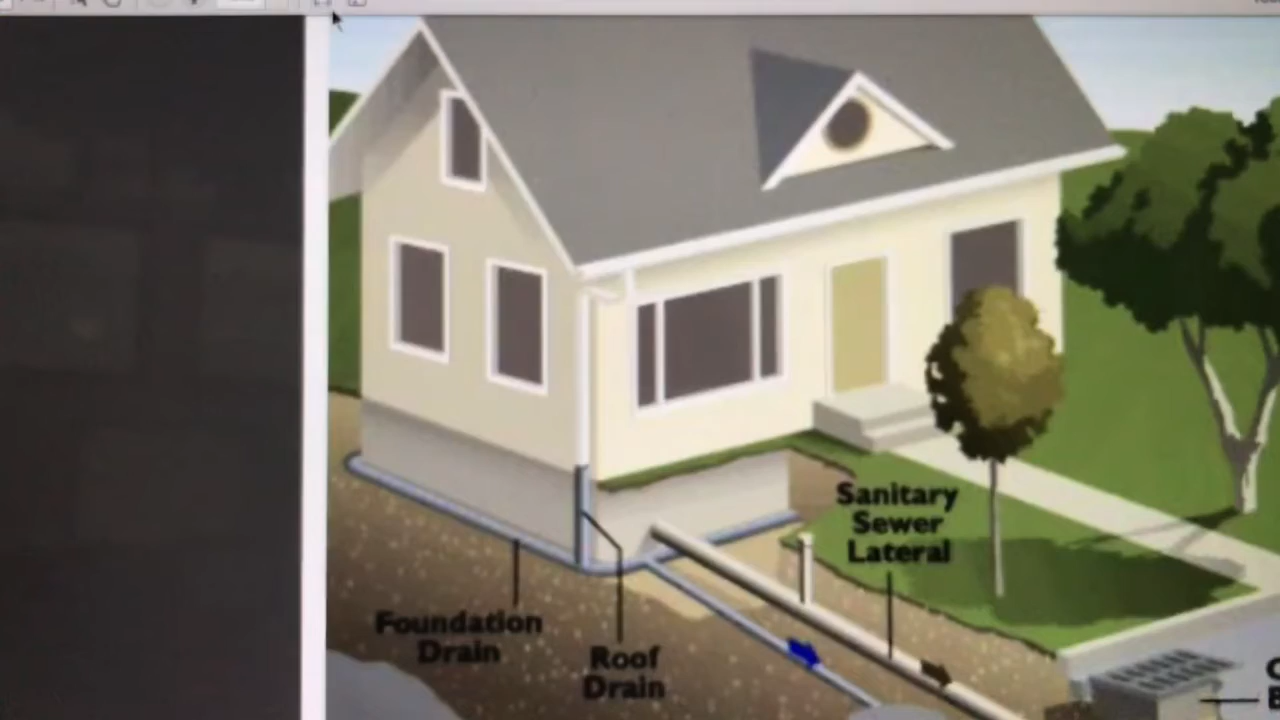 Sanitary
Sewer
Lateral
Foundation
Drain
Roof
Drain